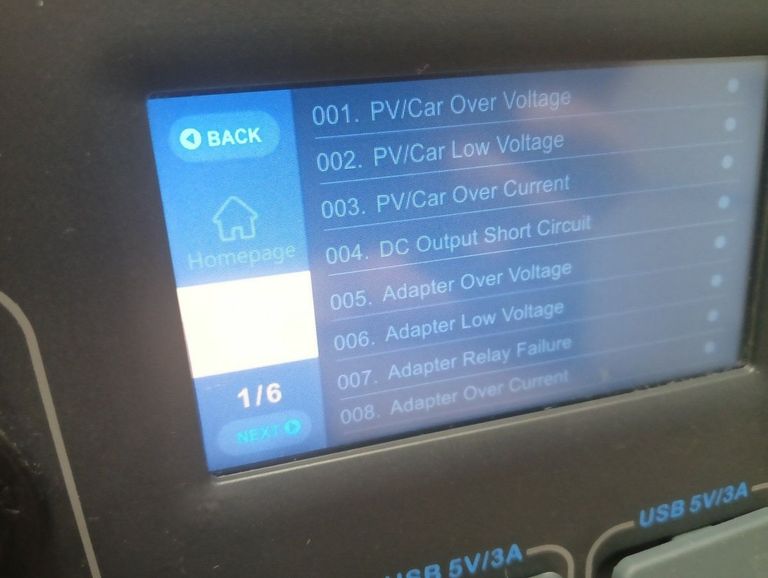 BACK
Homepage
1/6
NEXT
001. PV/Car Over Voltage
002. PV/Car Low Voltage
003. PV/Car Over Current
004. DC Output Short Circuit
005. Adapter Over Voltage
006. Adapter Low Voltage
007. Adapter Relay Failure
008. Adapter Over Current
USB 5V/3A
USB 5V/3A